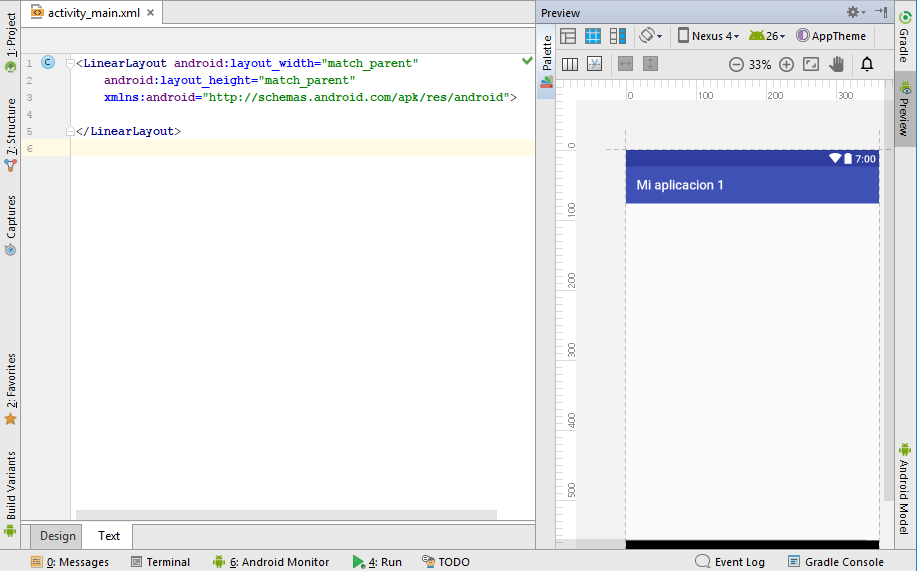 activity_main.xml
1 C <LinearLayout android:layout_width="match_parent"
2 android:layout_height="match_parent"
3 xmlns:android="http://schemas.android.com/apk/res/android">
4
5 </LinearLayout>
6
Design Text
1: Project
7: Structure
Captures
2: Favorites
Build Variants
Preview
Palette
Nexus 4 26 AppTheme
33%
0 100 200 300
0
100
200
300
400
500
7:00
Mi aplicacion 1
Gradle
Preview
Android Model
0: Messages Terminal 6: Android Monitor 4: Run TODO Event Log Gradle Console